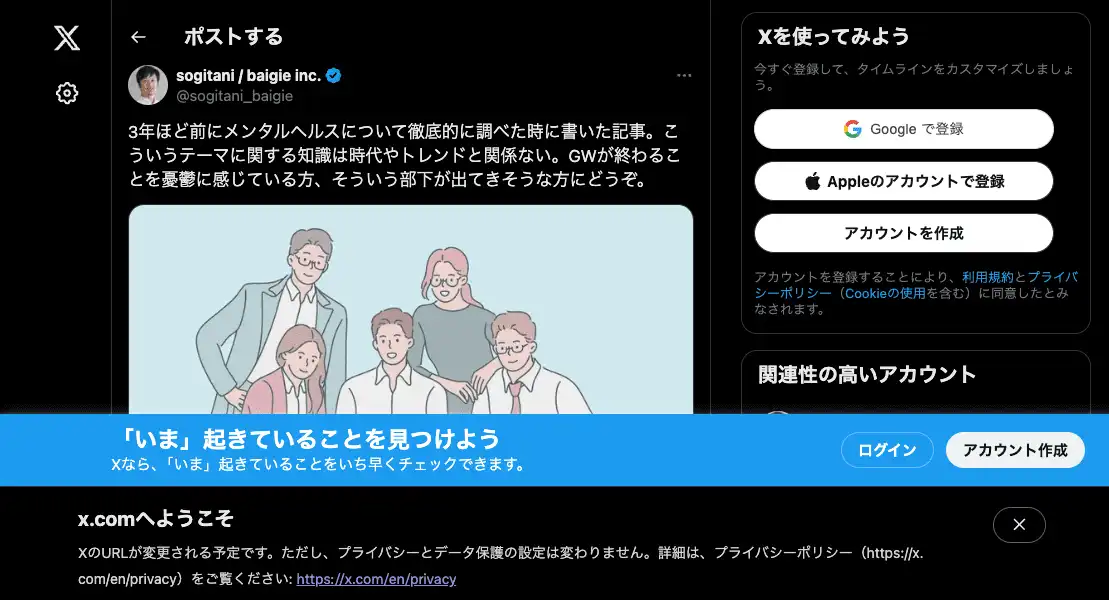 ポストする
sogitani / baigie inc.
@sogitani_baigie
3年ほど前にメンタルヘルスについて徹底的に調べた時に書いた記事。こ
ういうテーマに関する知識は時代やトレンドと関係ない。GWが終わるこ
とを憂鬱に感じている方、そういう部下が出てきそうな方にどうぞ。
Xを使ってみよう
今すぐ登録して、タイムラインをカスタマイズしましょ
う。
Google で登録
Appleのアカウントで登録
アカウントを作成
アカウントを登録することにより、利用規約とプライバ
シーポリシー（Cookieの使用を含む）に同意したとみ
なされます。
関連性の高いアカウント
「いま」起きていることを見つけよう
Xなら、「いま」起きていることをいち早くチェックできます。
ログイン
アカウント作成
x.comへようこそ
XのURLが変更される予定です。ただし、プライバシーとデータ保護の設定は変わりません。詳細は、プライバシーポリシー（https://x.
com/en/privacy）をご覧ください: https://x.com/en/privacy